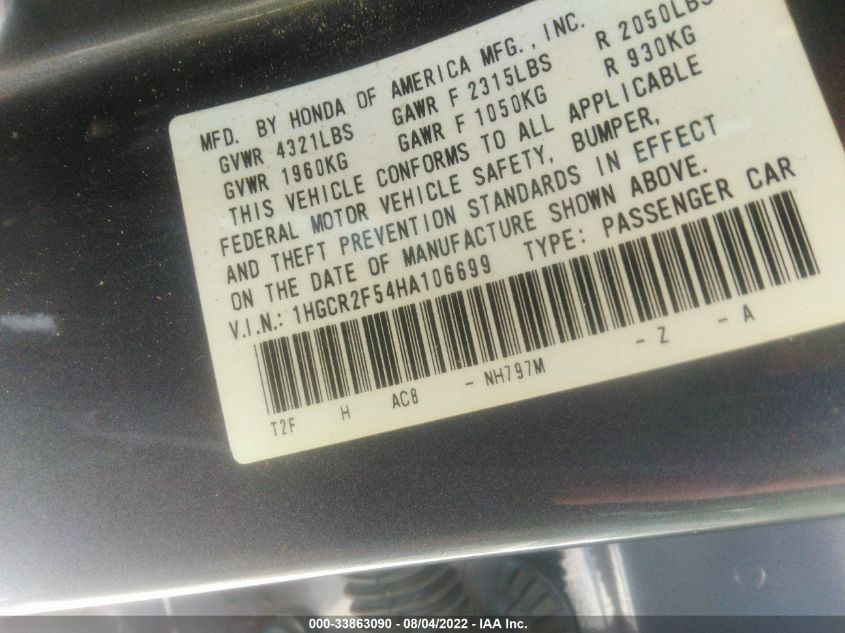 MFD. BY HONDA OF AMERICA MFG., INC.
GVWR 4321LBS GAWR F 2315LBS R 2050LBS
GVWR 1960KG GAWR F 1050KG R 930KG
THIS VEHICLE CONFORMS TO ALL APPLICABLE
FEDERAL MOTOR VEHICLE SAFETY, BUMPER,
AND THEFT PREVENTION STANDARDS IN EFFECT
ON THE DATE OF MANUFACTURE SHOWN ABOVE.
V.I.N.: 1HGCR2F54HA106699 TYPE: PASSENGER CAR
T2F H AC8 - NH797M - Z - A
000-33863090 - 08/04/2022 - IAA Inc.